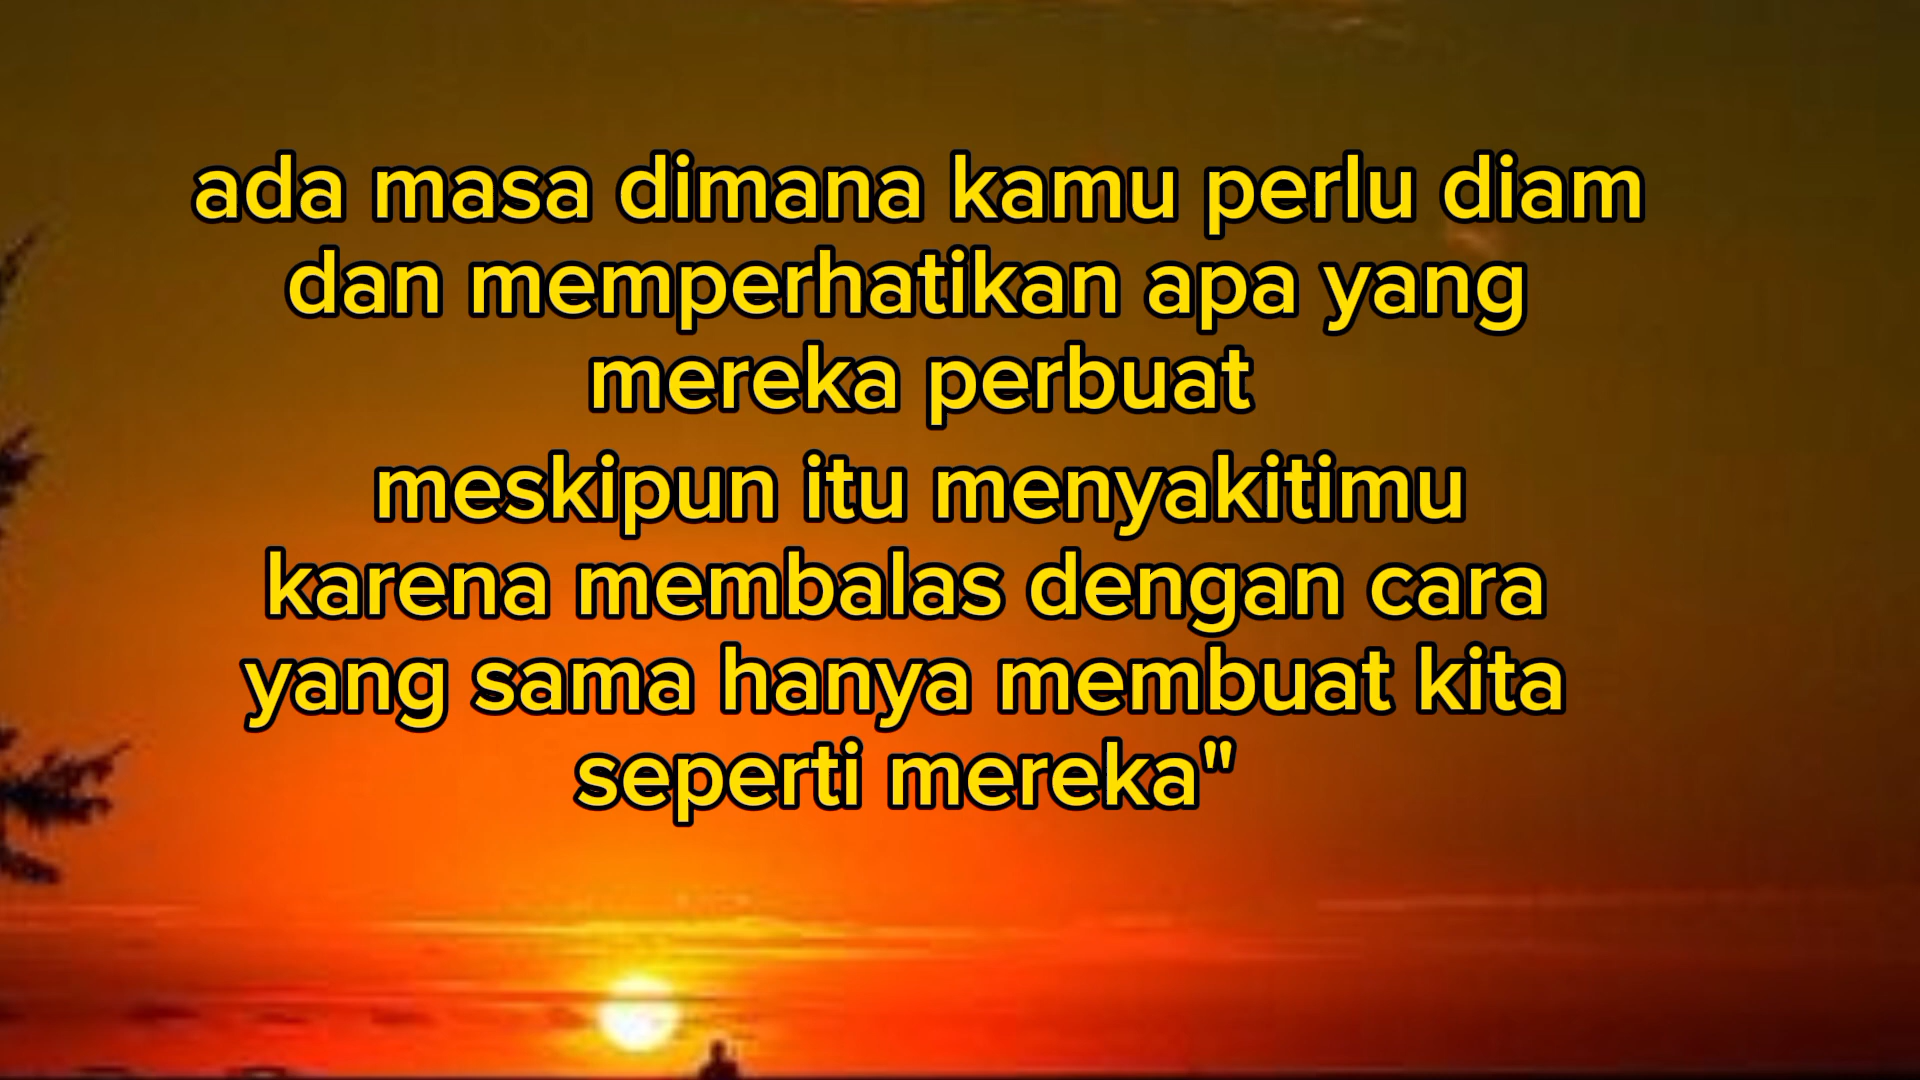 ada masa dimana kamu perlu diam
dan memperhatikan apa yang
mereka perbuat
meskipun itu menyakitimu
karena membalas dengan cara
yang sama hanya membuat kita
seperti mereka"